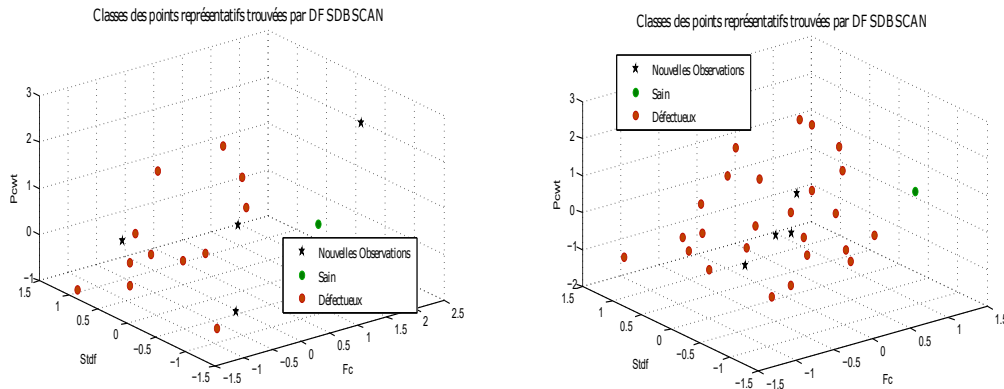 Classes des points représentatifs trouvées par DFSDBSCAN
3
2
1
0
−1
Pcwt
1.5
1
0.5
0
−0.5
−1
−1.5
Stdf
−1.5
−1
−0.5
0
0.5
1
1.5
2
2.5
Fc
Nouvelles Observations
Sain
Défectueux
Classes des points représentatifs trouvées par DFSDBSCAN
Nouvelles Observations
Sain
Défectueux
3
2
1
0
−1
−2
Pcwt
1.5
1
0.5
0
−0.5
−1
−1.5
Stdf
−1.5
−1
−0.5
0
0.5
1
1.5
Fc